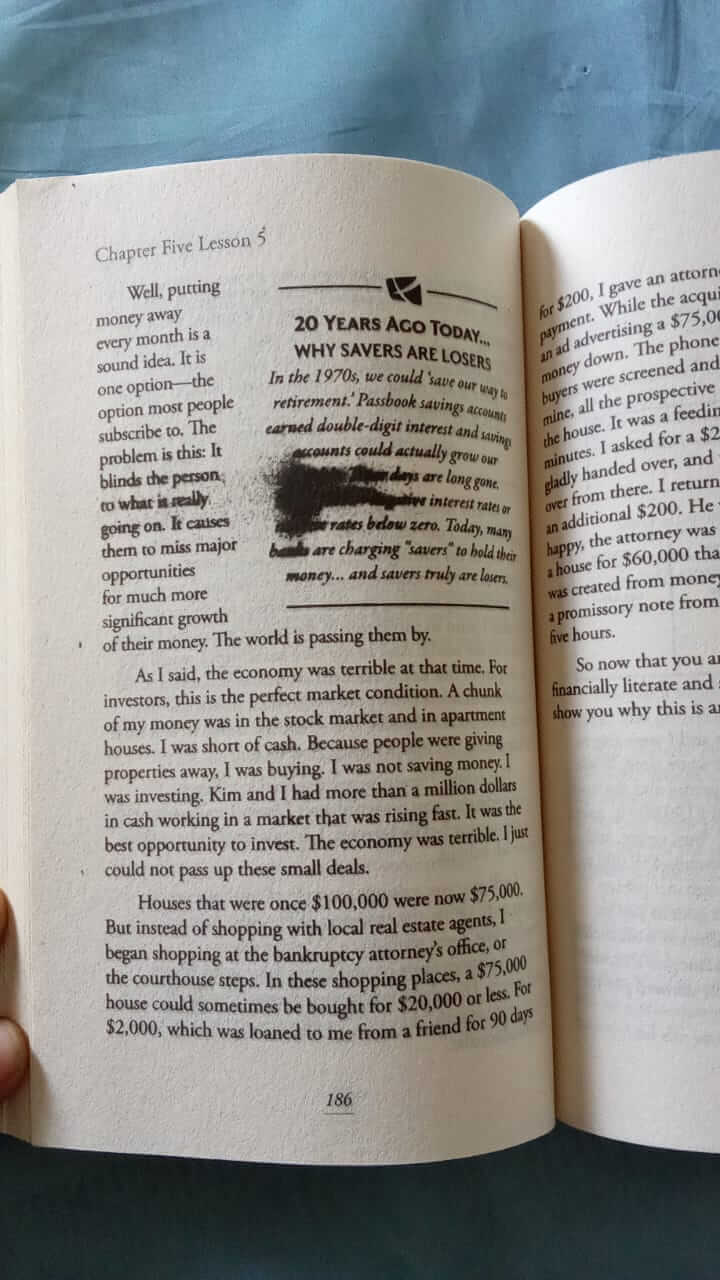 Chapter Five Lesson 5
Well, putting
money away
every month is a
sound idea. It is
one option—the
option most people
subscribe to. The
problem is this: It
blinds the person
to what is really
going on. It causes
them to miss major
opportunities
for much more
significant growth
20 YEARS AGO TODAY...
WHY SAVERS ARE LOSERS
In the 1970s, we could 'save our way to
retirement.' Passbook savings accounts
earned double-digit interest and savings
accounts could actually grow our
days are long gone.
interest rates or
rates below zero. Today, many
banks are charging "savers" to hold their
money... and savers truly are losers.
of their money. The world is passing them by.
As I said, the economy was terrible at that time. For
investors, this is the perfect market condition. A chunk
of my money was in the stock market and in apartment
houses. I was short of cash. Because people were giving
properties away, I was buying. I was not saving money. I
was investing. Kim and I had more than a million dollars
in cash working in a market that was rising fast. It was the
best opportunity to invest. The economy was terrible. I just
could not pass up these small deals.
Houses that were once $100,000 were now $75,000.
But instead of shopping with local real estate agents, I
began shopping at the bankruptcy attorney's office, or
the courthouse steps. In these shopping places, a $75,000
house could sometimes be bought for $20,000 or less. For
$2,000, which was loaned to me from a friend for 90 days
186
for $200, I gave an
payment. While the
an ad advertising a
money down. The phone
buyers were screened and
mine, all the prospective
the house. It was a
minutes. I asked for a
gladly handed over, and
over from there. I
an additional $200. He
happy, the attorney was
a house for $60,000
was created from money
a promissory note from
five hours.
So now that you
financially literate and
show you why this is